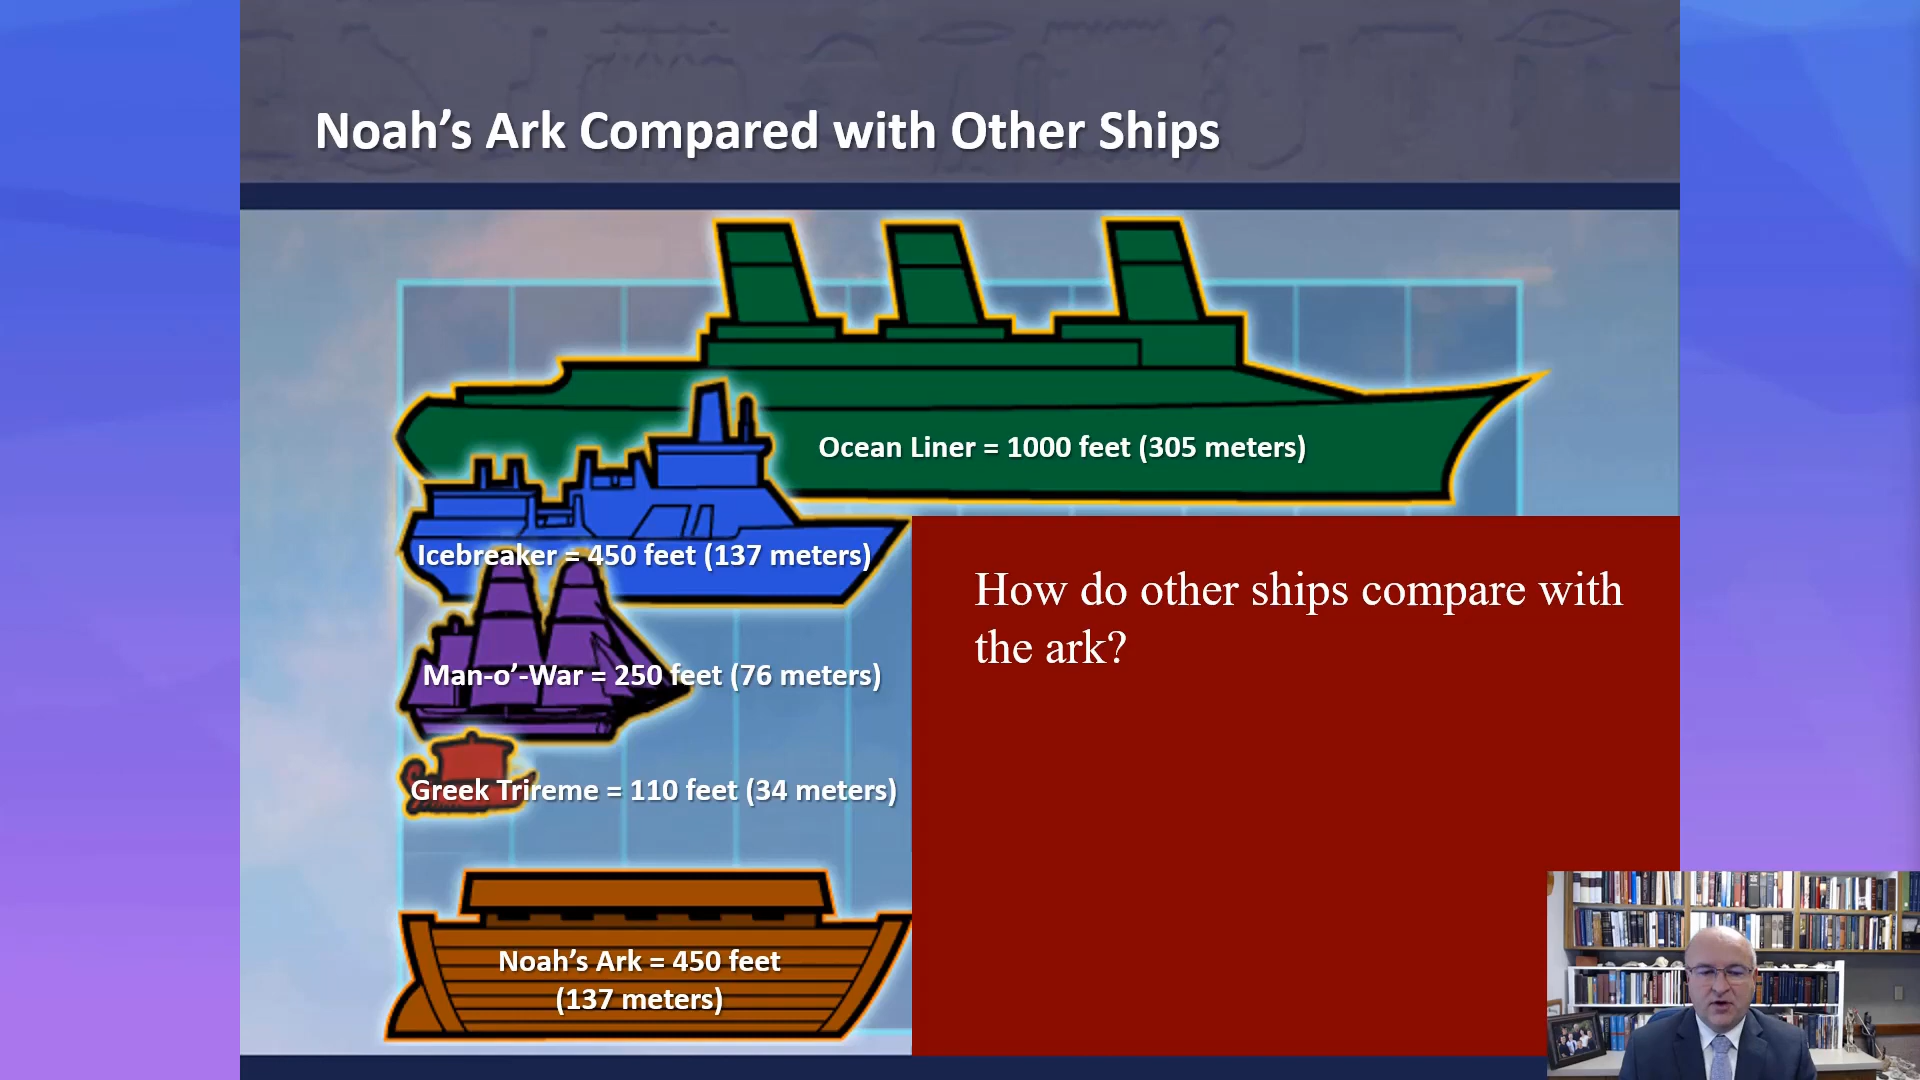 Noah’s Ark Compared with Other Ships
Ocean Liner = 1000 feet (305 meters)
Icebreaker = 450 feet (137 meters)
How do other ships compare with
the ark?
Man-o’-War = 250 feet (76 meters)
Greek Trireme = 110 feet (34 meters)
Noah’s Ark = 450 feet
(137 meters)